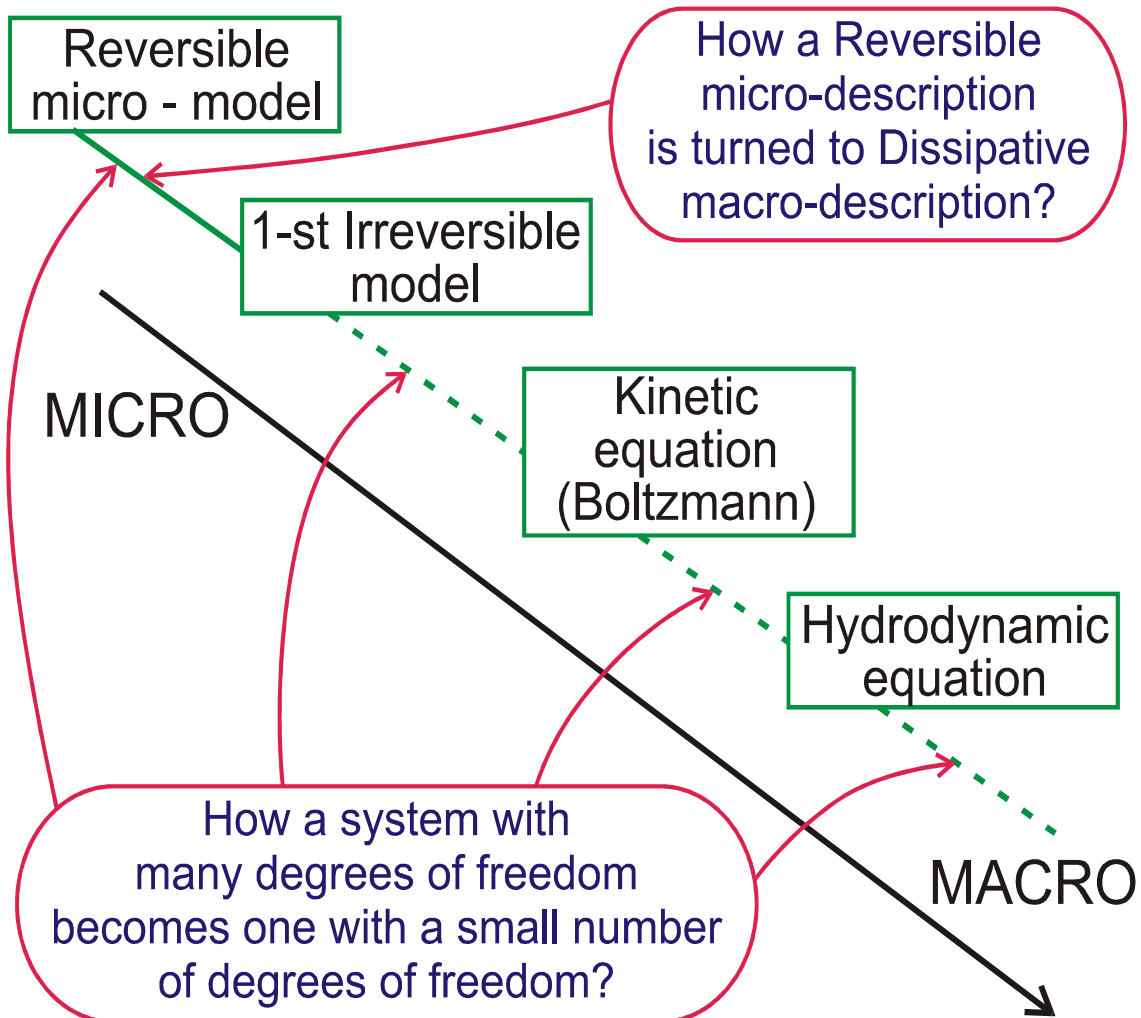 Reversible
micro - model
How a Reversible
micro-description
is turned to Dissipative
macro-description?
1-st Irreversible
model
MICRO
Kinetic
equation
(Boltzmann)
Hydrodynamic
equation
How a system with
many degrees of freedom
becomes one with a small number
of degrees of freedom?
MACRO